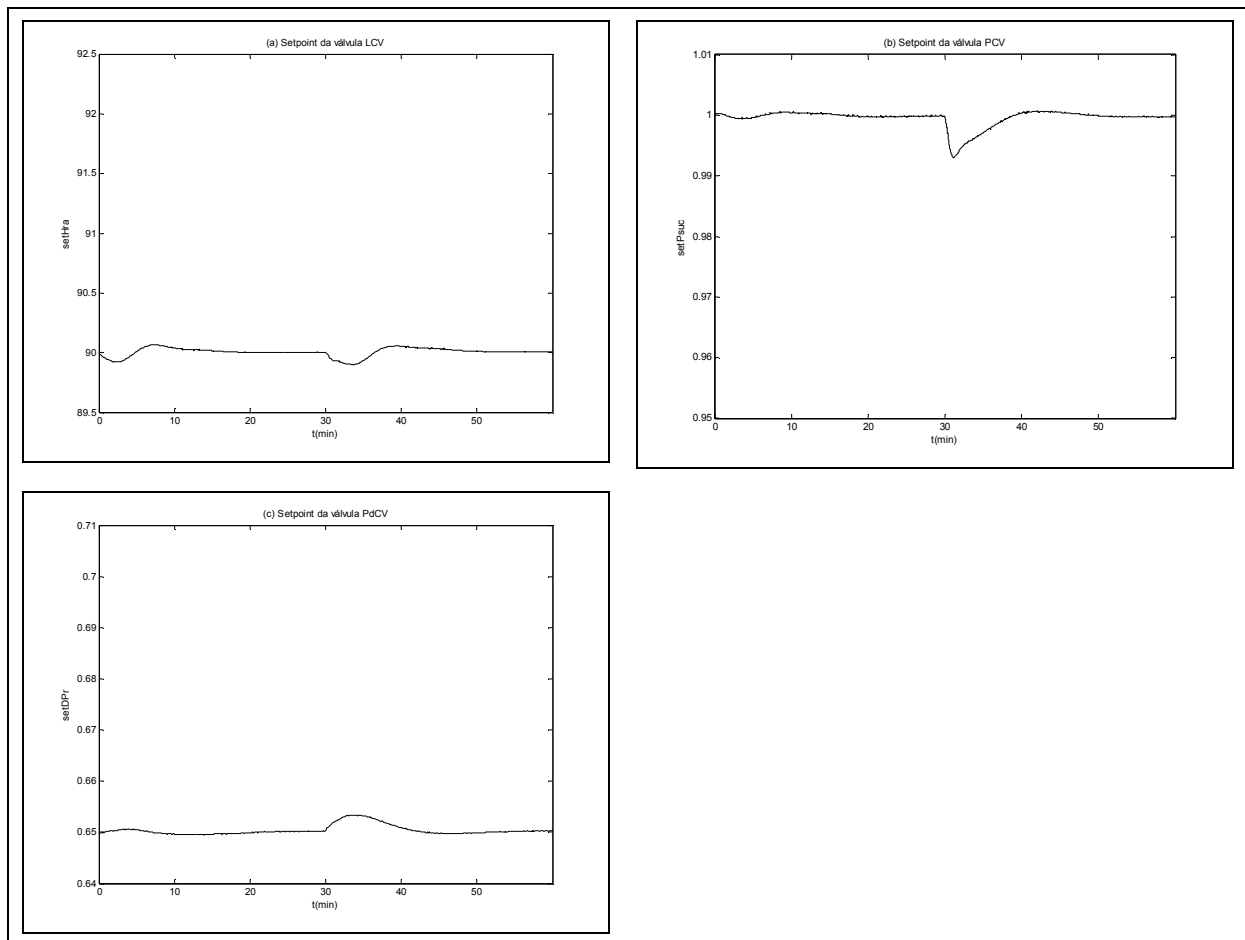 (a) Setpoint da válvula LCV
92.5
92
91.5
91
90.5
90
89.5
setHra
0 10 20 30 40 50
t(min)
(b) Setpoint da válvula PCV
1.01
1
0.99
0.98
0.97
0.96
0.95
setPsuc
0 10 20 30 40 50
t(min)
(c) Setpoint da válvula PdCV
0.71
0.7
0.69
0.68
0.67
0.66
0.65
0.64
setDPr
0 10 20 30 40 50
t(min)